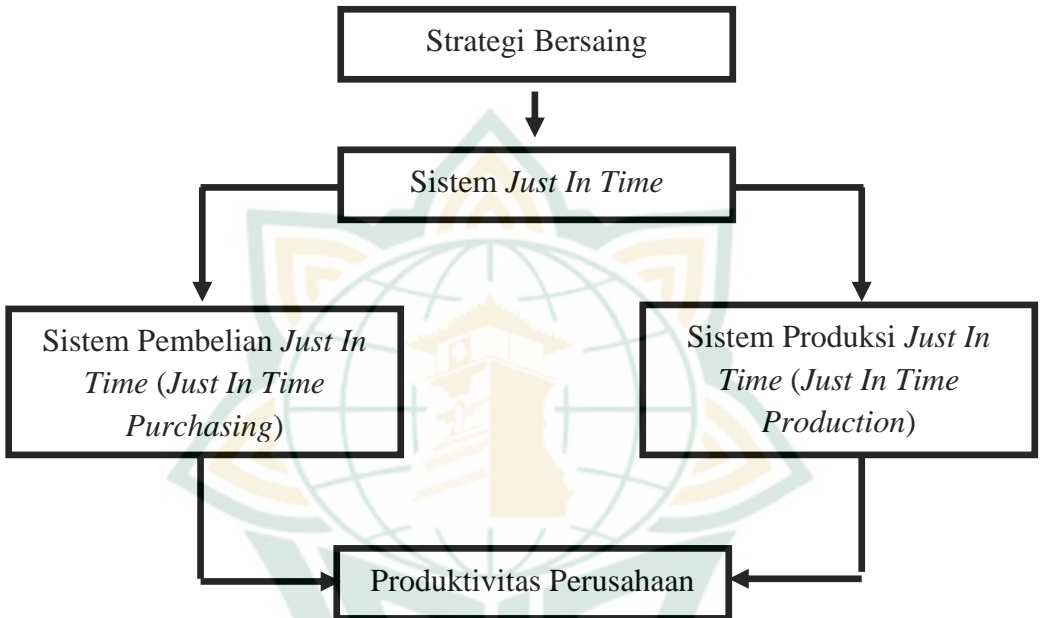 Strategi Bersaing
Sistem Just In Time
Sistem Pembelian Just In
Time (Just In Time
Purchasing)
Sistem Produksi Just In
Time (Just In Time
Production)
Produktivitas Perusahaan